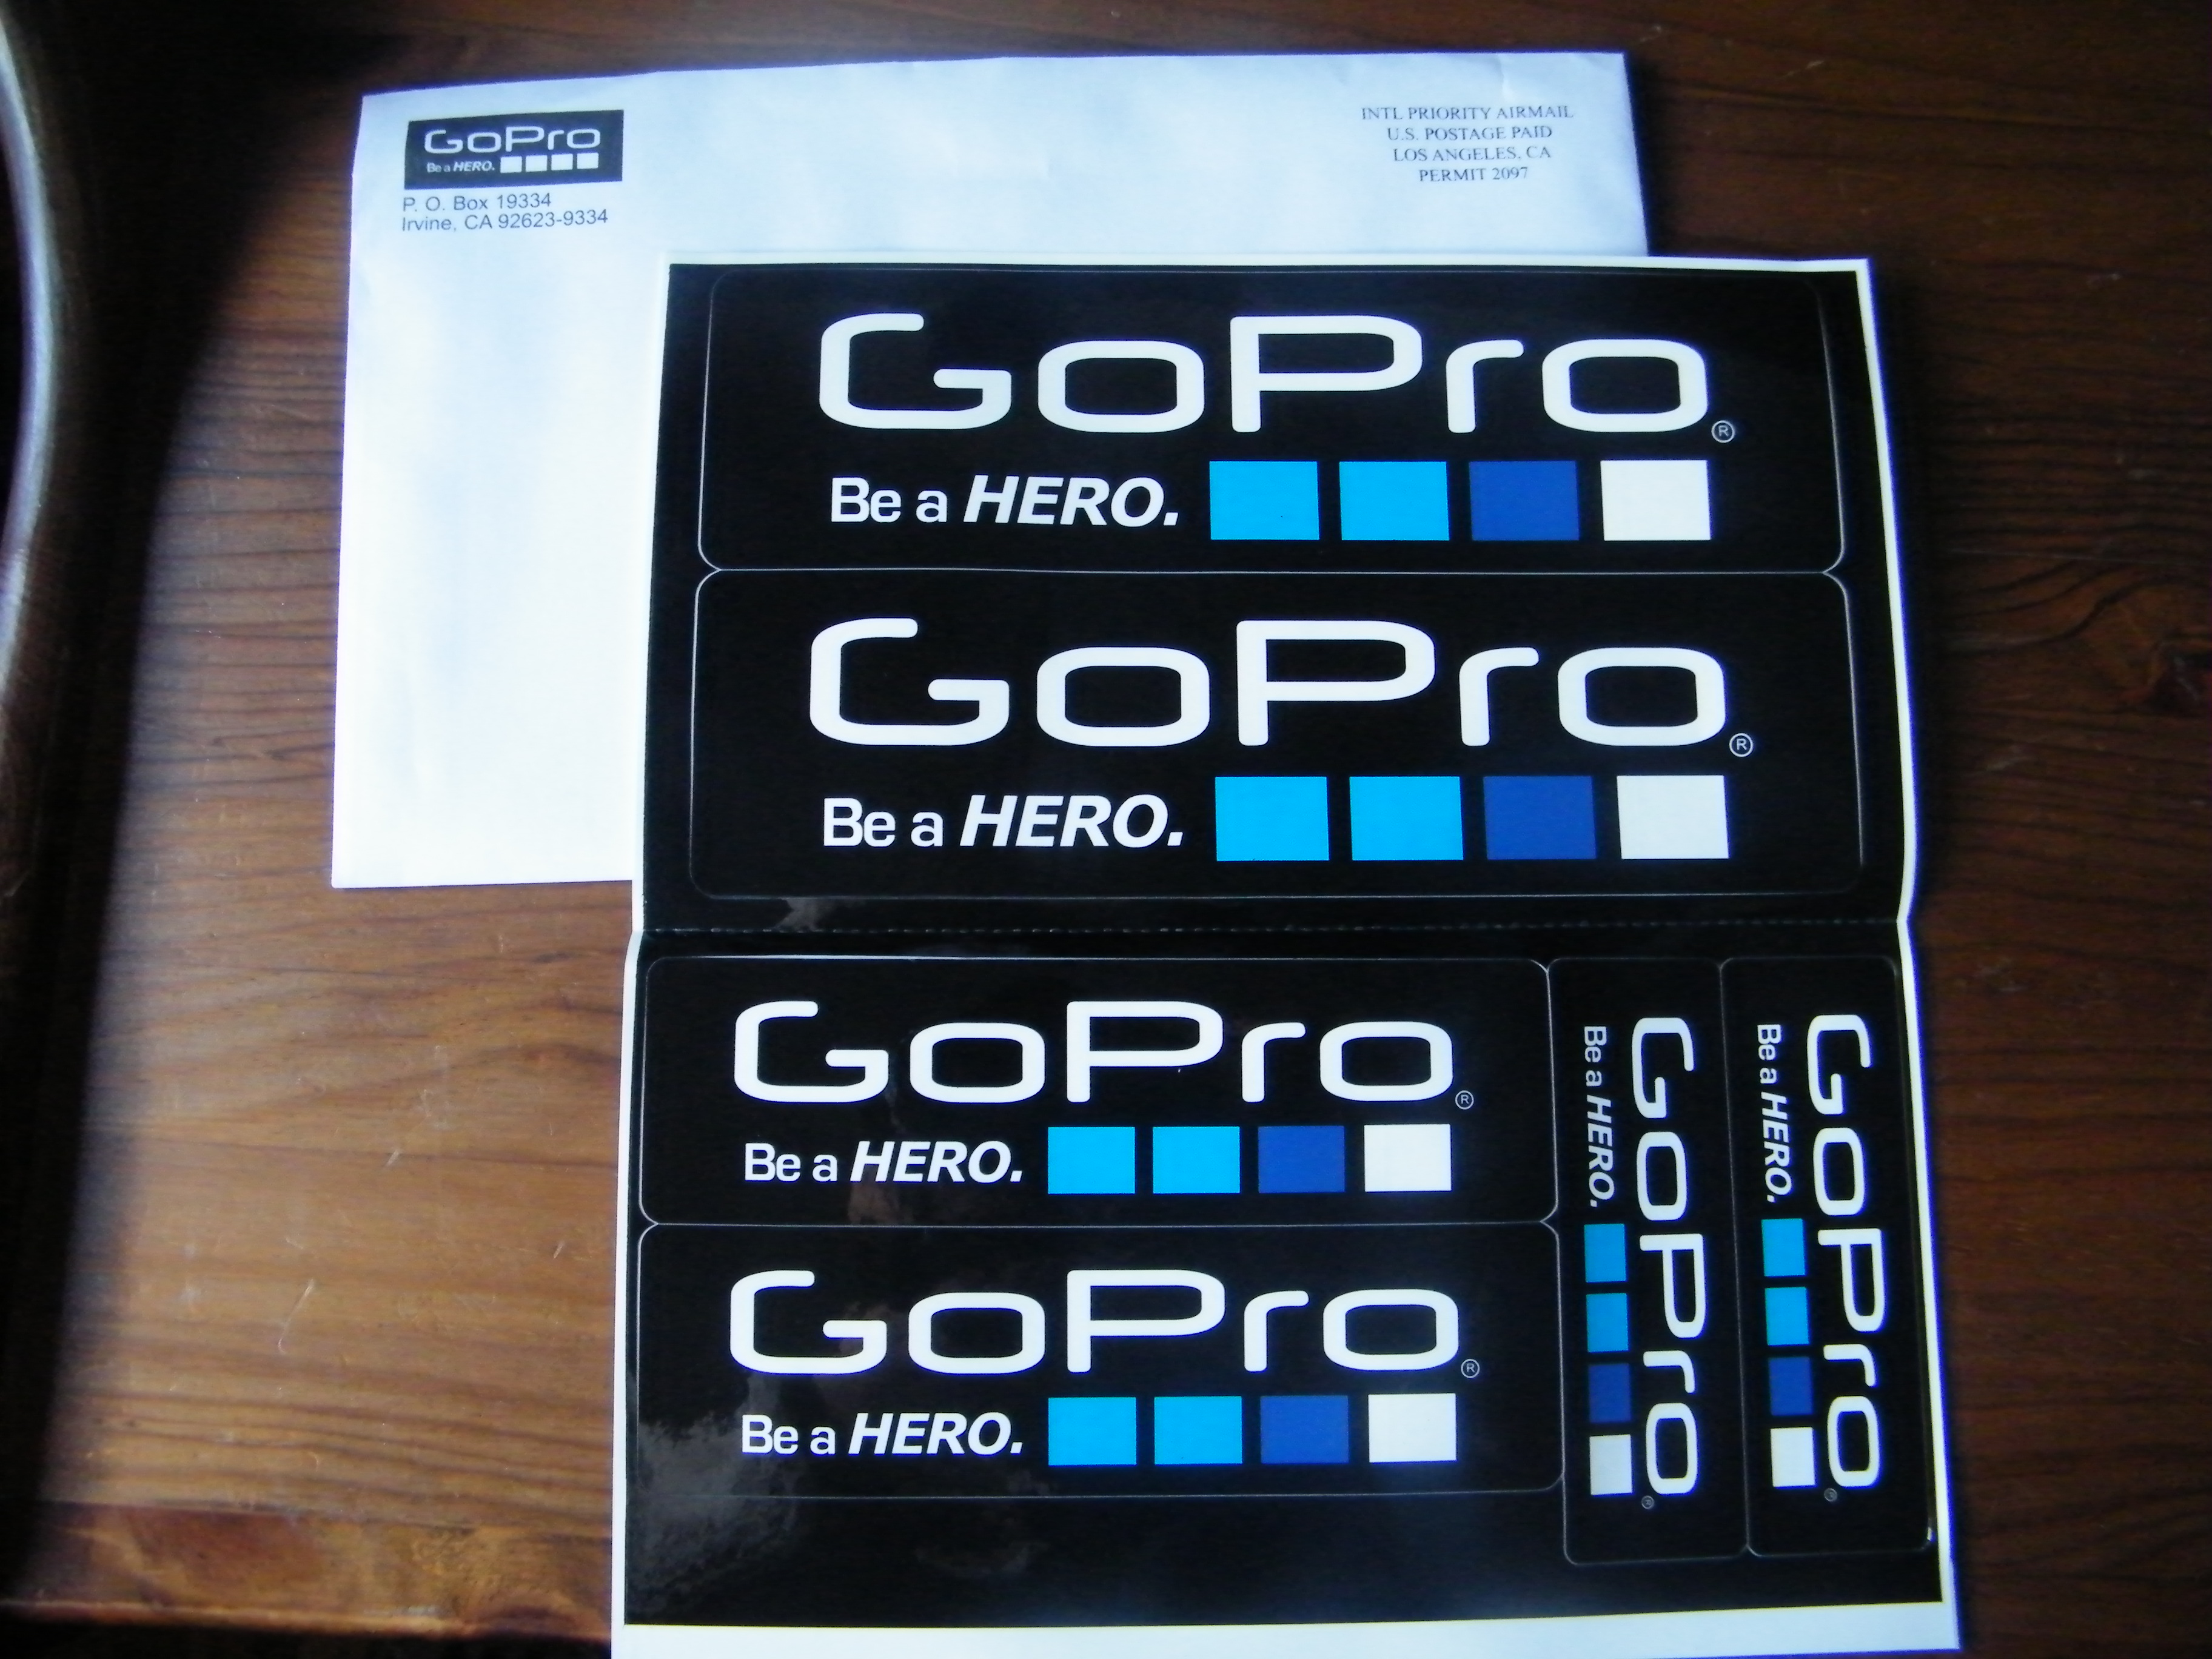 GoPro
Be a HERO.
P. O. Box 19334
Irvine, CA 92623-9334
INTL PRIORITY AIRMAIL
U.S. POSTAGE PAID
LOS ANGELES, CA
PERMIT 2097
GoPro®
Be a HERO.
GoPro®
Be a HERO.
GoPro®
Be a HERO.
GoPro®
Be a HERO.
GoPro®
Be a HERO.
GoPro®
Be a HERO.